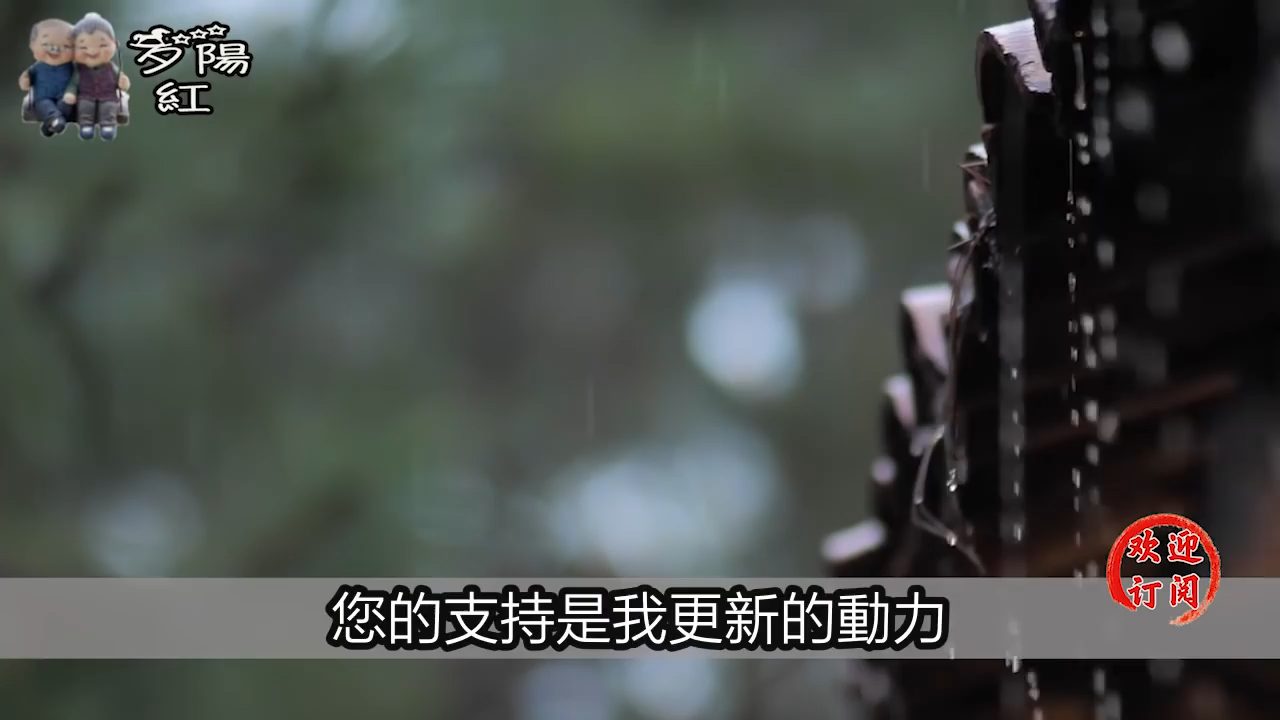 夕陽
紅
您的支持是我更新的動力
欢迎
订阅